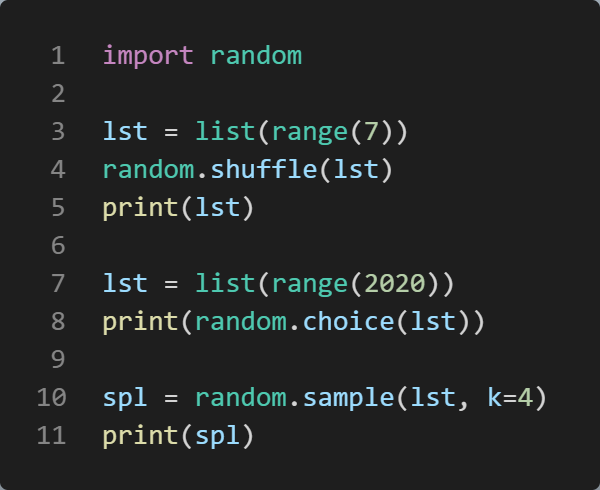 1 import random
2
3 lst = list(range(7))
4 random.shuffle(lst)
5 print(lst)
6
7 lst = list(range(2020))
8 print(random.choice(lst))
9
10 spl = random.sample(lst, k=4)
11 print(spl)